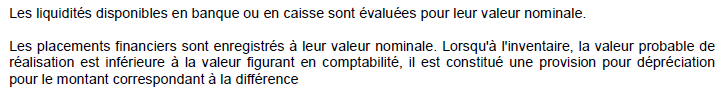 Les liquidités disponibles en banque ou en caisse sont évaluées pour leur valeur nominale.
Les placements financiers sont enregistrés à leur valeur nominale. Lorsqu'à l'inventaire, la valeur probable de
réalisation est inférieure à la valeur figurant en comptabilité, il est constitué une provision pour dépréciation
pour le montant correspondant à la différence